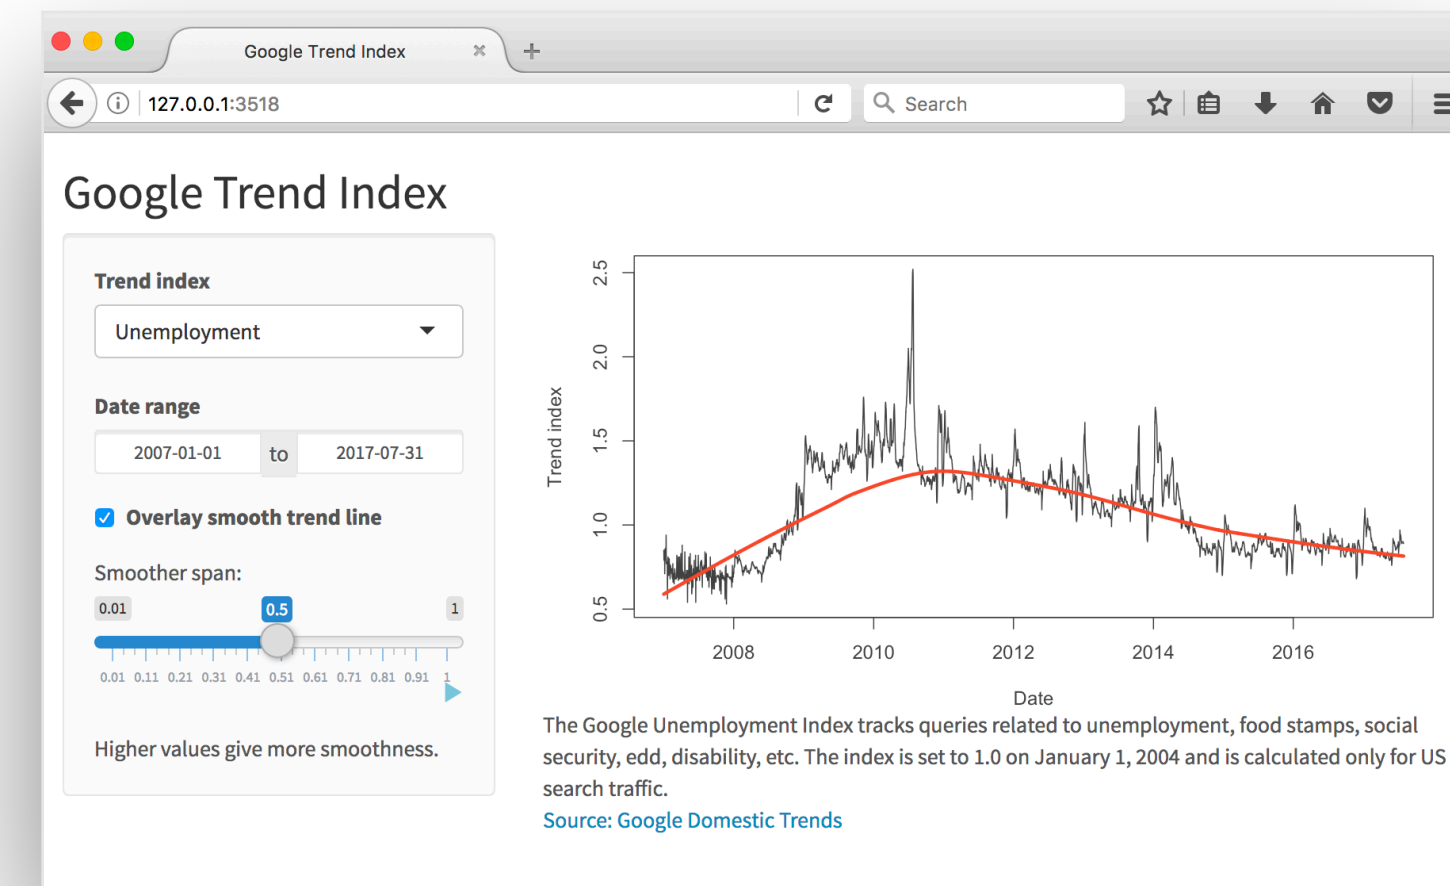 Google Trend Index
127.0.0.1:3518
Search
Google Trend Index
Trend index
Unemployment
Date range
2007-01-01 to 2017-07-31
Overlay smooth trend line
Smoother span:
0.01 0.5 1
0.01 0.11 0.21 0.31 0.41 0.51 0.61 0.71 0.81 0.91 1
Higher values give more smoothness.
Trend index
2.5
2.0
1.5
1.0
0.5
2008 2010 2012 2014 2016
Date
The Google Unemployment Index tracks queries related to unemployment, food stamps, social
security, edd, disability, etc. The index is set to 1.0 on January 1, 2004 and is calculated only for US
search traffic.
Source: Google Domestic Trends